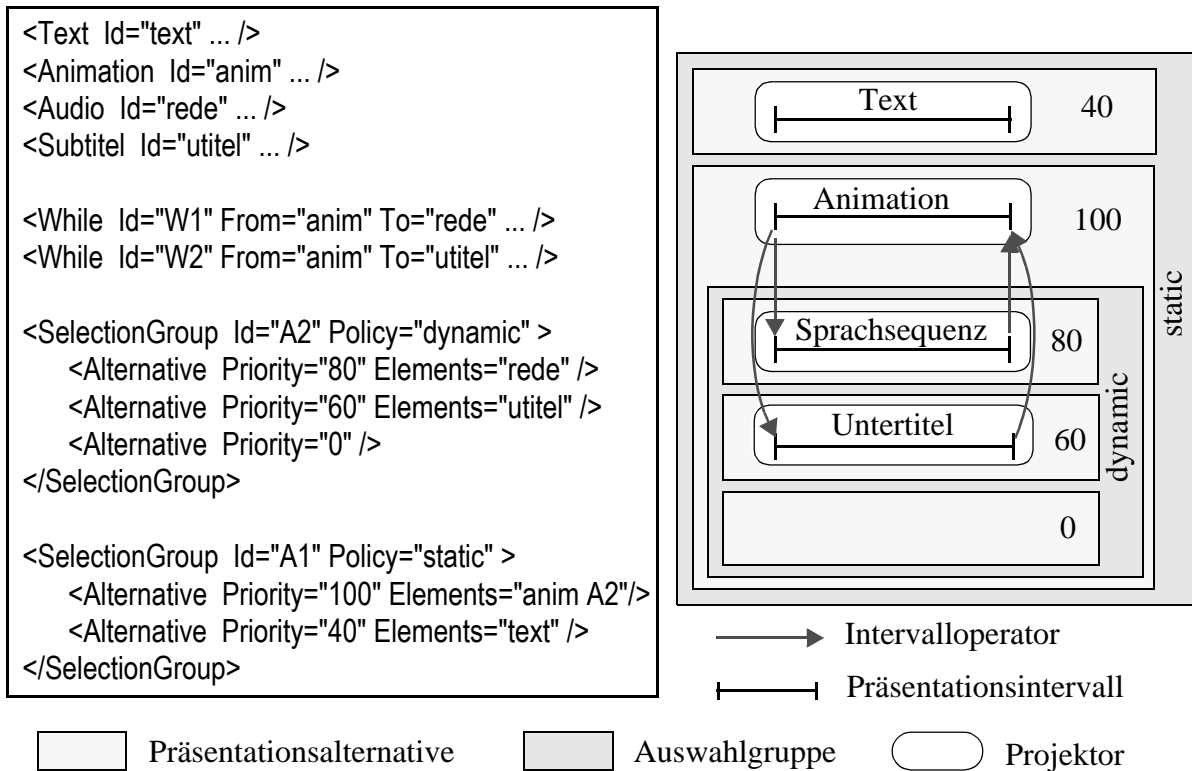 <Text Id="text" ... />
<Animation Id="anim" ... />
<Audio Id="rede" ... />
<Subtitel Id="utitel" ... />
<While Id="W1" From="anim" To="rede" ... />
<While Id="W2" From="anim" To="utitel" ... />
<SelectionGroup Id="A2" Policy="dynamic" >
<Alternative Priority="80" Elements="rede" />
<Alternative Priority="60" Elements="utitel" />
<Alternative Priority="0" />
</SelectionGroup>
<SelectionGroup Id="A1" Policy="static" >
<Alternative Priority="100" Elements="anim A2"/>
<Alternative Priority="40" Elements="text" />
</SelectionGroup>
Text 40
Animation 100
Sprachsequenz 80
Untertitel 60
0
dynamic
static
Intervalloperator
Präsentationsintervall
Präsentationsalternative
Auswahlgruppe
Projektor